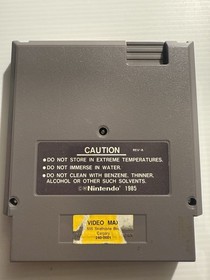 CAUTION
REV-A
•DO NOT STORE IN EXTREME TEMPERATURES.
•DO NOT IMMERSE IN WATER.
•DO NOT CLEAN WITH BENZENE, THINNER,
ALCOHOL OR OTHER SUCH SOLVENTS.
©®Nintendo® 1985
VIDEO MAX
Calgary